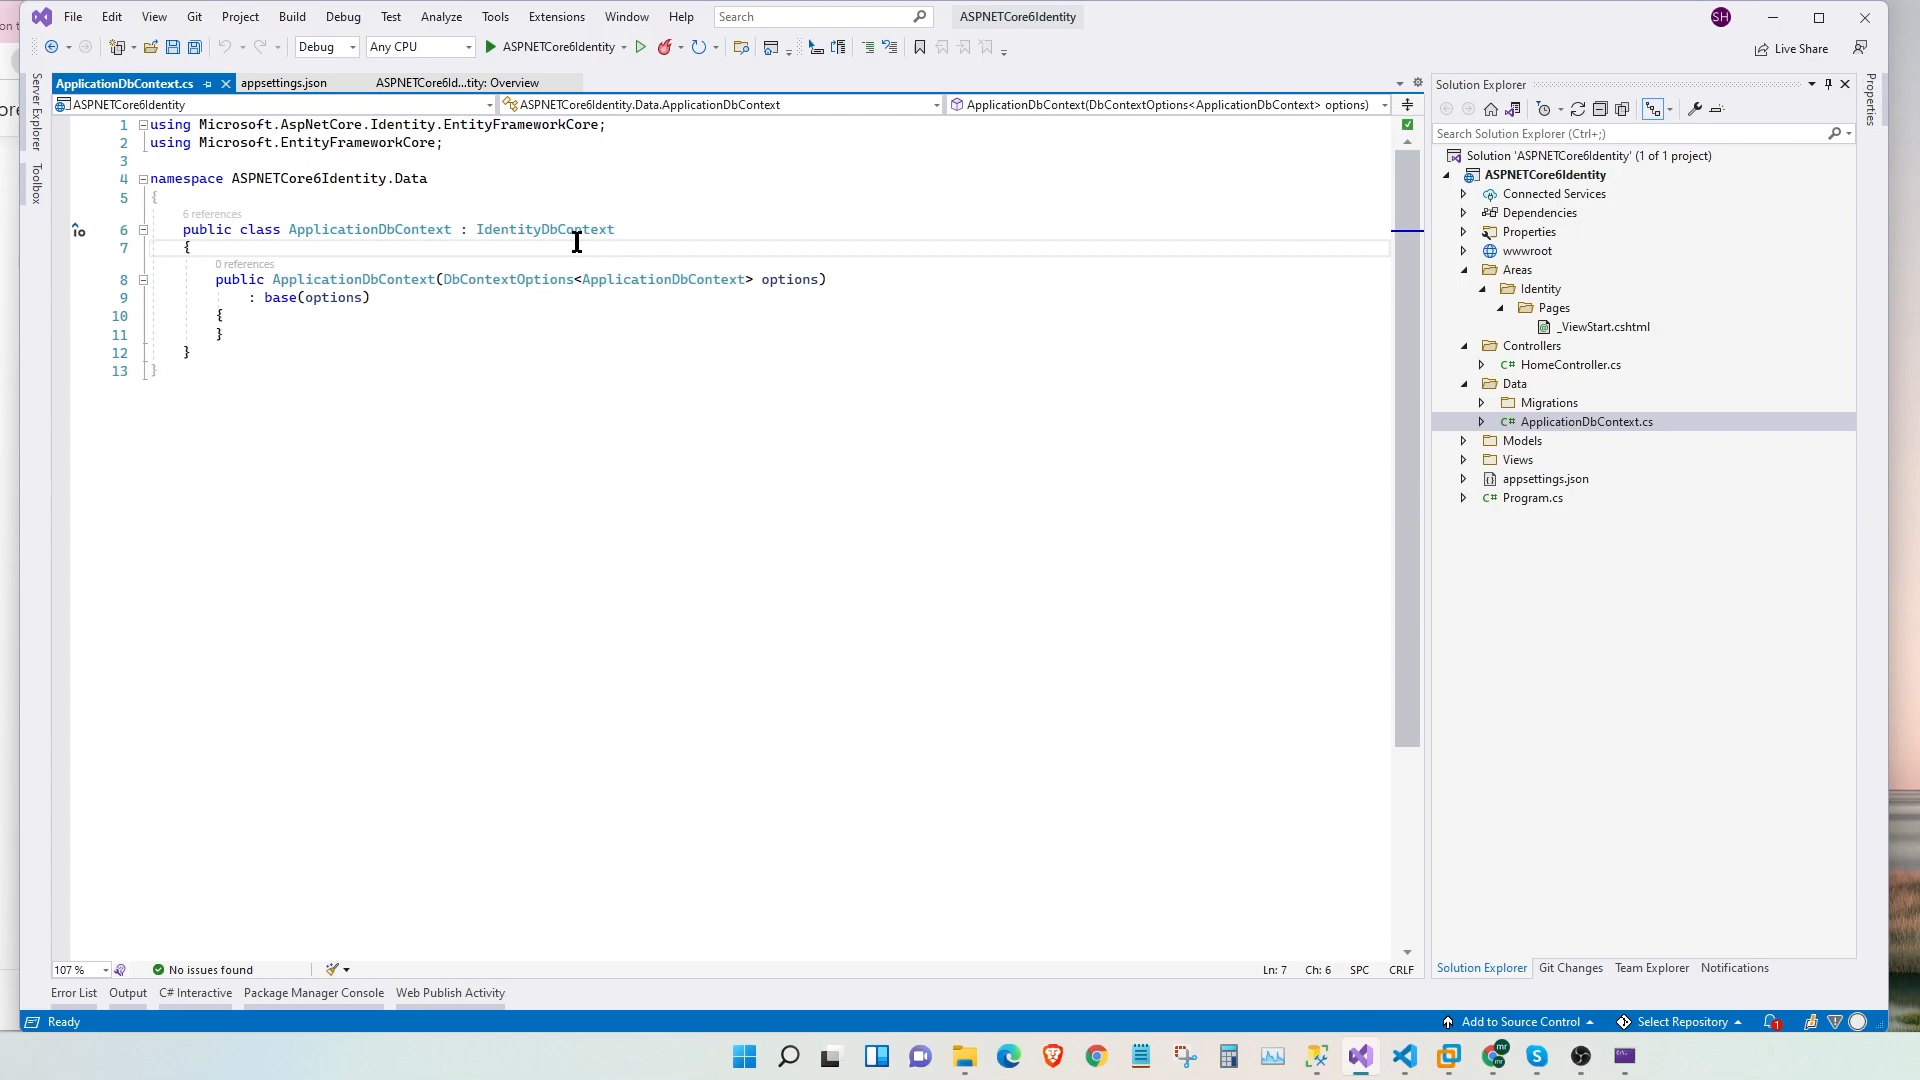 File Edit View Git Project Build Debug Test Analyze Tools Extensions Window Help Search ASPNETCore6Identity SH
Debug Any CPU ASPNETCore6Identity Live Share
ApplicationDbContext.cs appsettings.json ASPNETCore6Id...tity: Overview
ASPNETCore6Identity ASPNETCore6Identity.Data.ApplicationDbContext ApplicationDbContext(DbContextOptions<ApplicationDbContext> options)
Server Explorer
Toolbox
1 using Microsoft.AspNetCore.Identity.EntityFrameworkCore;
2 using Microsoft.EntityFrameworkCore;
3
4 namespace ASPNETCore6Identity.Data
5 {
6 references
6 public class ApplicationDbContext : IdentityDbContext
7 {
0 references
8 public ApplicationDbContext(DbContextOptions<ApplicationDbContext> options)
9 : base(options)
10 {
11 }
12 }
13 }
Solution Explorer
Search Solution Explorer (Ctrl+;)
Solution 'ASPNETCore6Identity' (1 of 1 project)
ASPNETCore6Identity
Connected Services
Dependencies
Properties
wwwroot
Areas
Identity
Pages
_ViewStart.cshtml
Controllers
C# HomeController.cs
Data
Migrations
C# ApplicationDbContext.cs
Models
Views
appsettings.json
C# Program.cs
Properties
107 % No issues found Ln: 7 Ch: 6 SPC CRLF
Solution Explorer Git Changes Team Explorer Notifications
Error List Output C# Interactive Package Manager Console Web Publish Activity
Ready Add to Source Control Select Repository 1